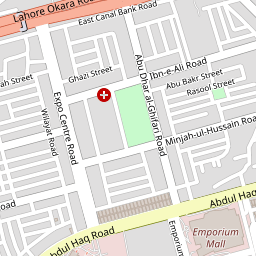 Lahore Okara Road
East Canal Bank Road
Ghazi Street
Ibn-e-Ali Road
Abu Bakr Street
Rasool Street
ah Street
Abu Dhar al-Ghifari Road
Expo Centre Road
Wilayat Road
Minjah-ul-Hussain Road
Abdul Haq
bdul Haq Road
Emporium
Mall
Emporium